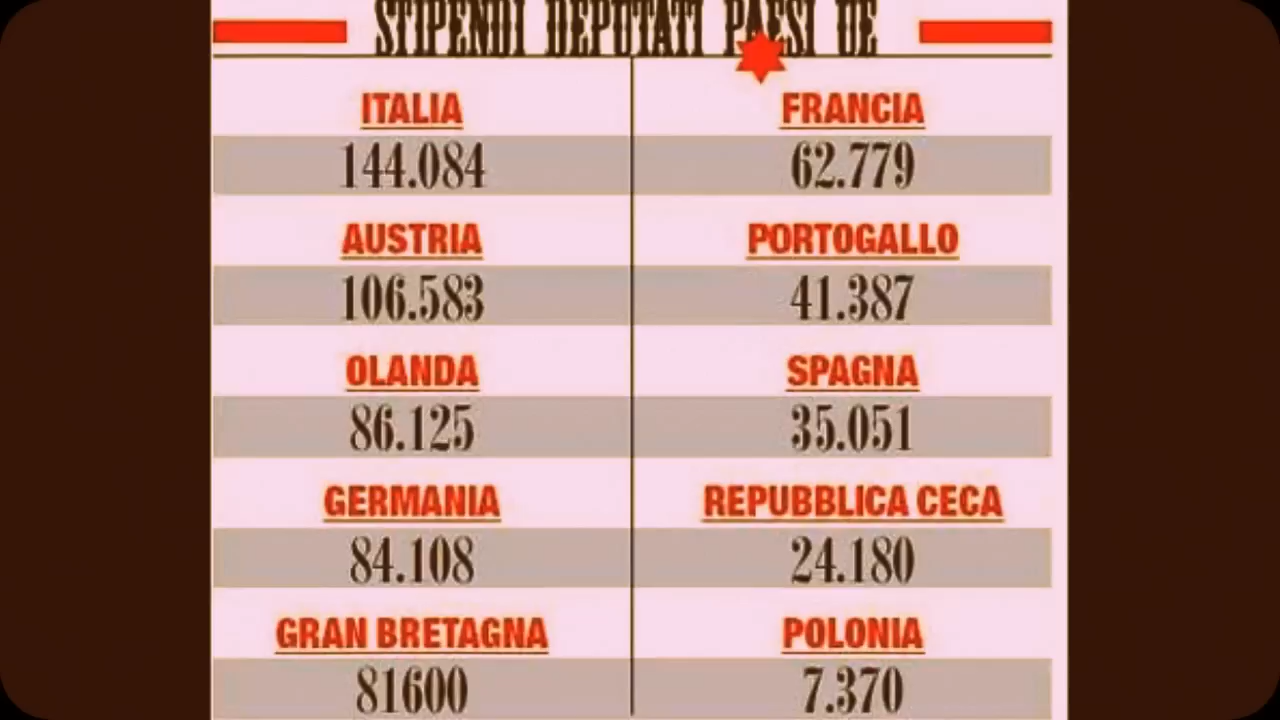 STIPENDI DEPUTATI PAESI UE
ITALIA
144.084
FRANCIA
62.779
AUSTRIA
106.583
PORTOGALLO
41.387
OLANDA
86.125
SPAGNA
35.051
GERMANIA
84.108
REPUBBLICA CECA
24.180
GRAN BRETAGNA
81600
POLONIA
7.370